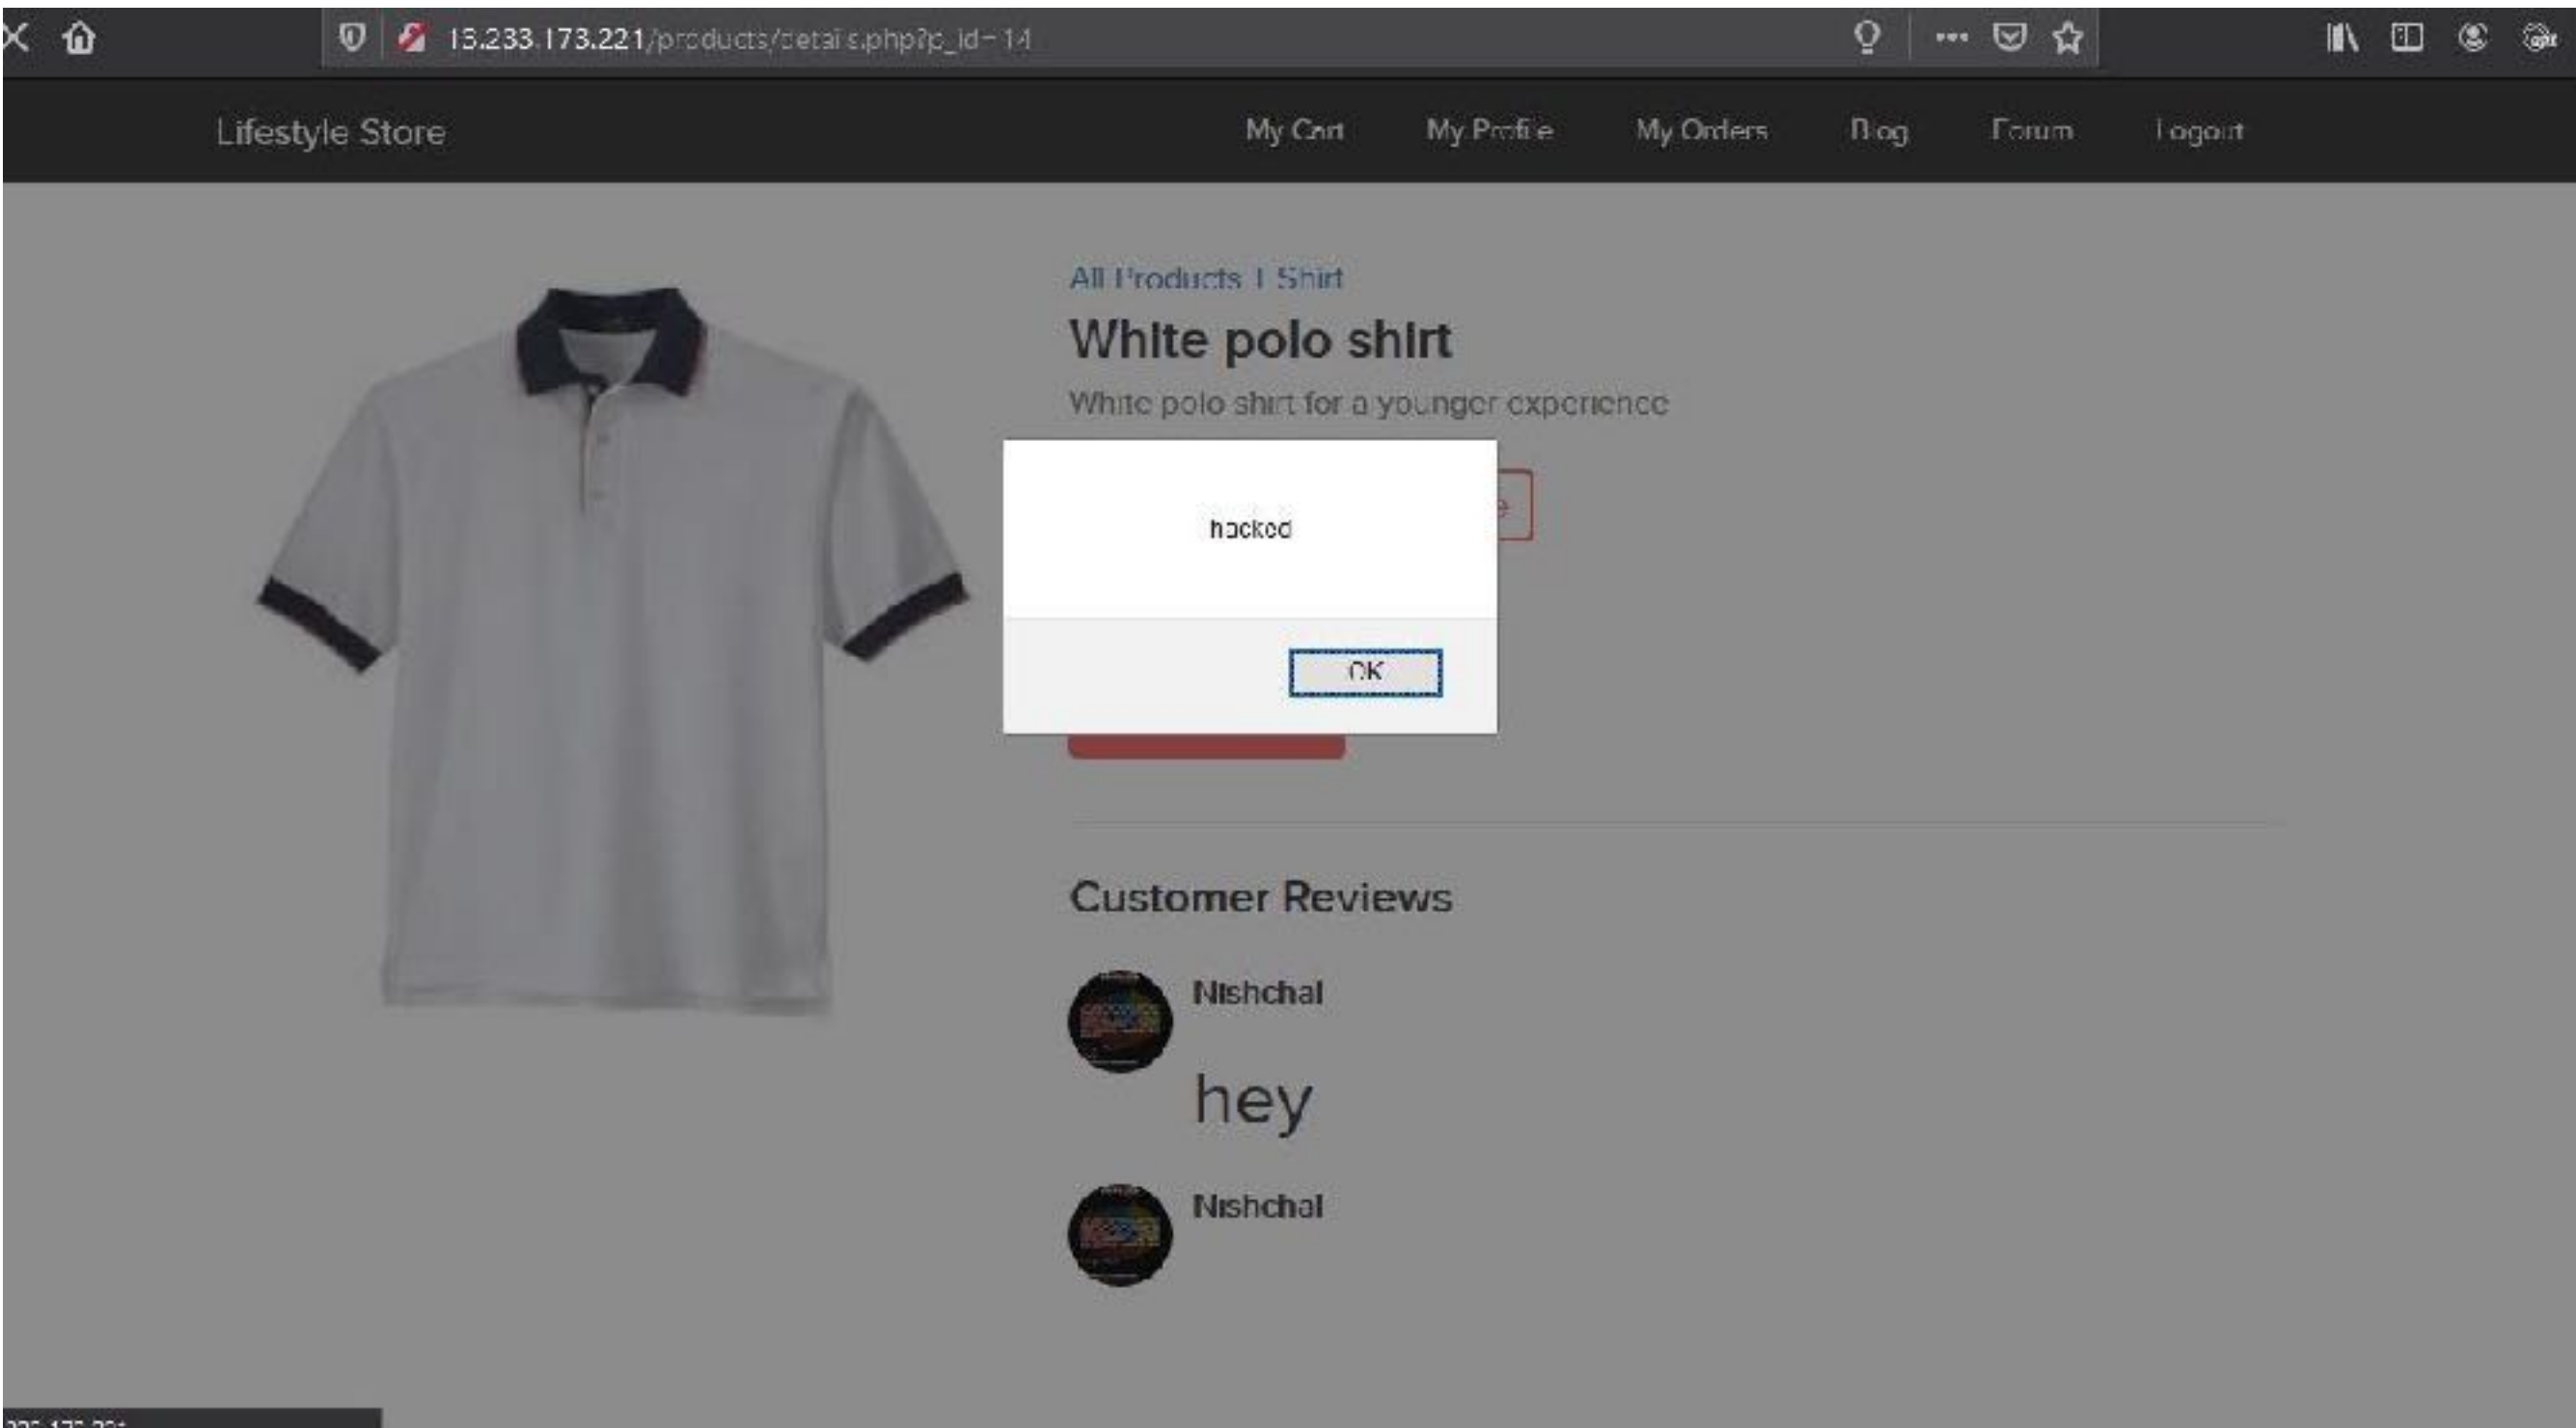 13.233.173.221/products/details.php?p_id=14
Lifestyle Store
My Cart
My Profile
My Orders
Blog
Forum
Logout
All Products T Shirt
White polo shirt
White polo shirt for a younger experience
hacked
OK
Customer Reviews
Nishchal
hey
Nishchal